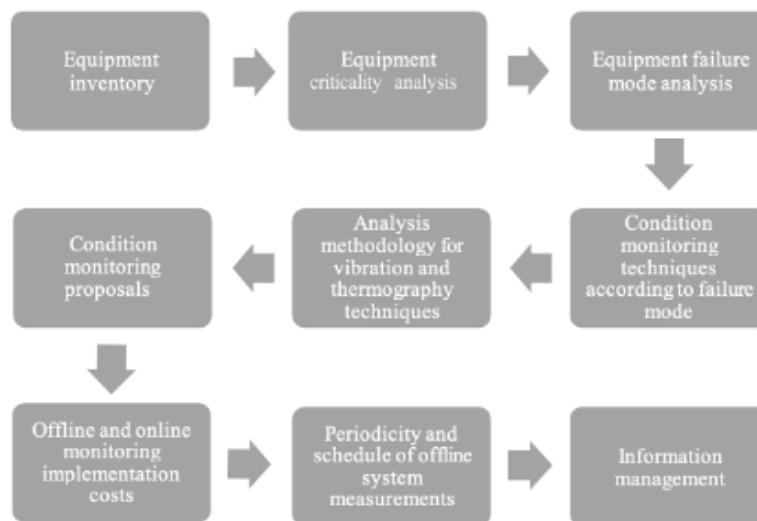 Equipment
inventory
Equipment
criticality analysis
Equipment failure
mode analysis
Condition
monitoring
techniques
according to failure
mode
Analysis
methodology for
vibration and
thermography
techniques
Condition
monitoring
proposals
Offline and online
monitoring
implementation
costs
Periodicity and
schedule of offline
system
measurements
Information
management